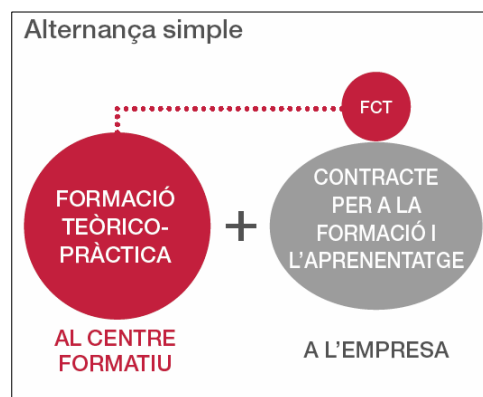 Alternança simple
FCT
FORMACIÓ
TEÒRICO-
PRÀCTICA
+
CONTRACTE
PER A LA
FORMACIÓ I
L'APRENENTATGE
AL CENTRE
FORMATIU
A L'EMPRESA